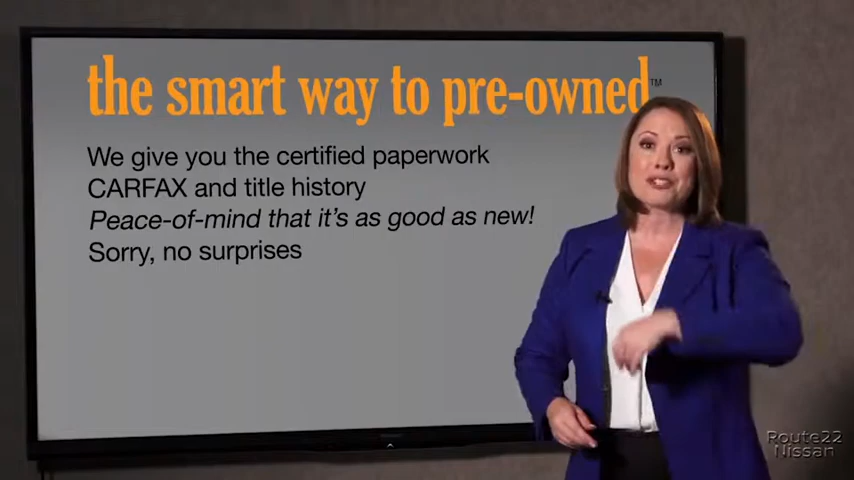 the smart way to pre-owned™
We give you the certified paperwork
CARFAX and title history
Peace-of-mind that it's as good as new!
Sorry, no surprises
Route22
Nissan